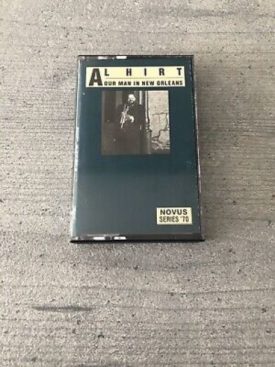 AL HIRT
OUR MAN IN NEW ORLEANS
NOVUS
SERIES '70